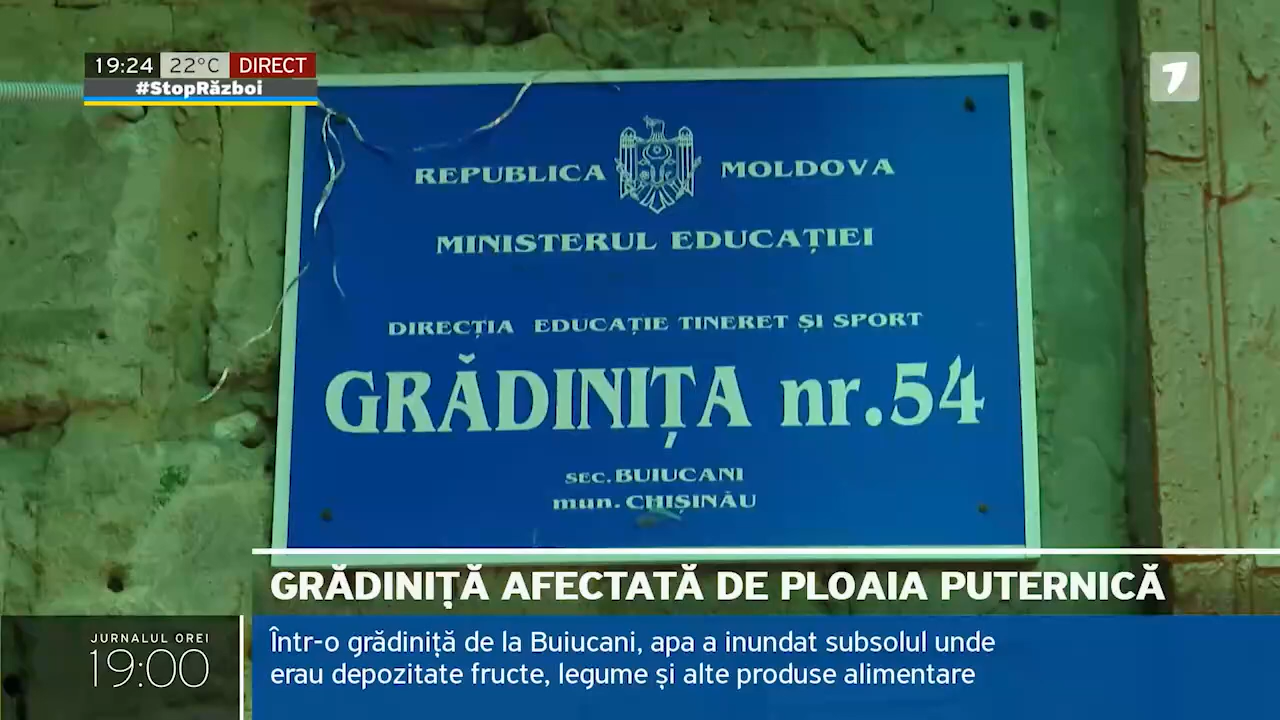 19:24 22°C DIRECT
#StopRăzboi
7
REPUBLICA MOLDOVA
MINISTERUL EDUCAȚIEI
DIRECȚIA EDUCAȚIE TINERET ȘI SPORT
GRĂDINIȚA nr.54
sec. BUIUCANI
mun. CHIȘINĂU
GRĂDINIȚĂ AFECTATĂ DE PLOAIA PUTERNICĂ
JURNALUL OREI
19:00
Într-o grădiniță de la Buiucani, apa a inundat subsolul unde
erau depozitate fructe, legume și alte produse alimentare